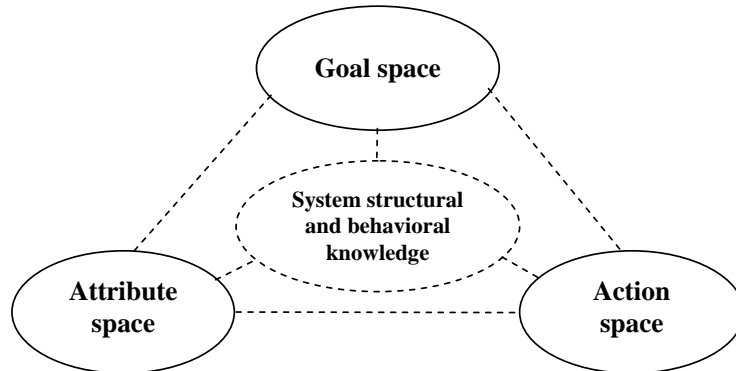 Goal space
System structural
and behavioral
knowledge
Attribute
space
Action
space